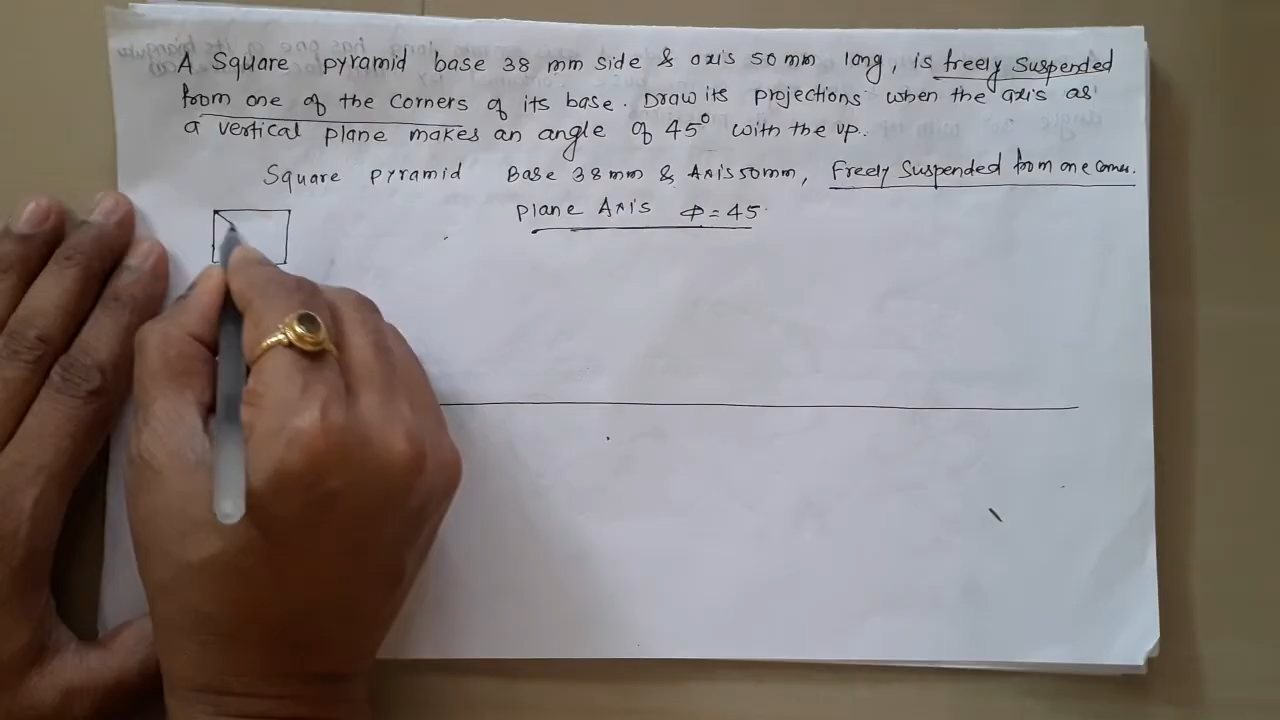 A Square pyramid base 38 mm side & axis 50 mm long, is freely suspended
from one of the corners of its base. Draw its projections when the axis as
a vertical plane makes an angle of 45° with the vp.
Square pyramid Base 38mm & Axis 50mm, Freely Suspended from one corner.
plane Axis Φ = 45